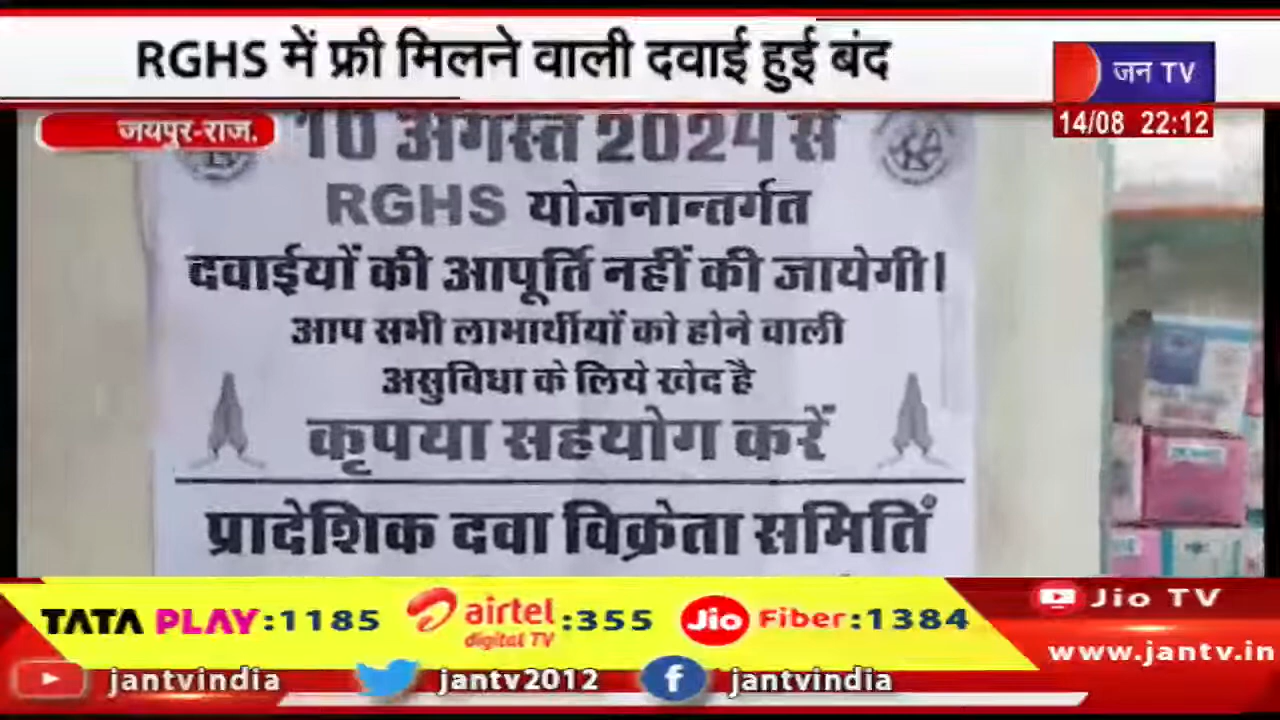 RGHS में फ्री मिलने वाली दवाई हुई बंद
जन TV
14/08 22:12
जयपुर-राज.
10 अगस्त 2024 से
RGHS योजनान्तर्गत
दवाईयों की आपूर्ति नहीं की जायेगी।
आप सभी लाभार्थीयों को होने वाली
असुविधा के लिये खेद है
कृपया सहयोग करें
प्रादेशिक दवा विक्रेता समिति
TATA PLAY:1185
airtel digital TV :355
Jio Fiber:1384
Jio TV
www.jantv.in
jantvindia
jantv2012
jantvindia